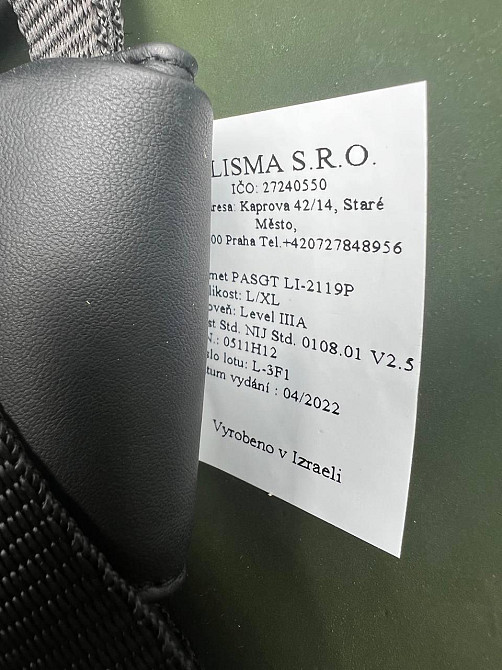 LISMA S.R.O.
IČO: 27240550
resa: Kaprova 42/14, Staré
Město,
00 Praha Tel.+420727848956
met PASGT LI-2119P
likost: L/XL
oveň: Level IIIA
st Std. NIJ Std. 0108.01 V2.5
N.: 0511H12
lo lotu: L-3F1
tum vydání : 04/2022
Vyrobeno v Izraeli